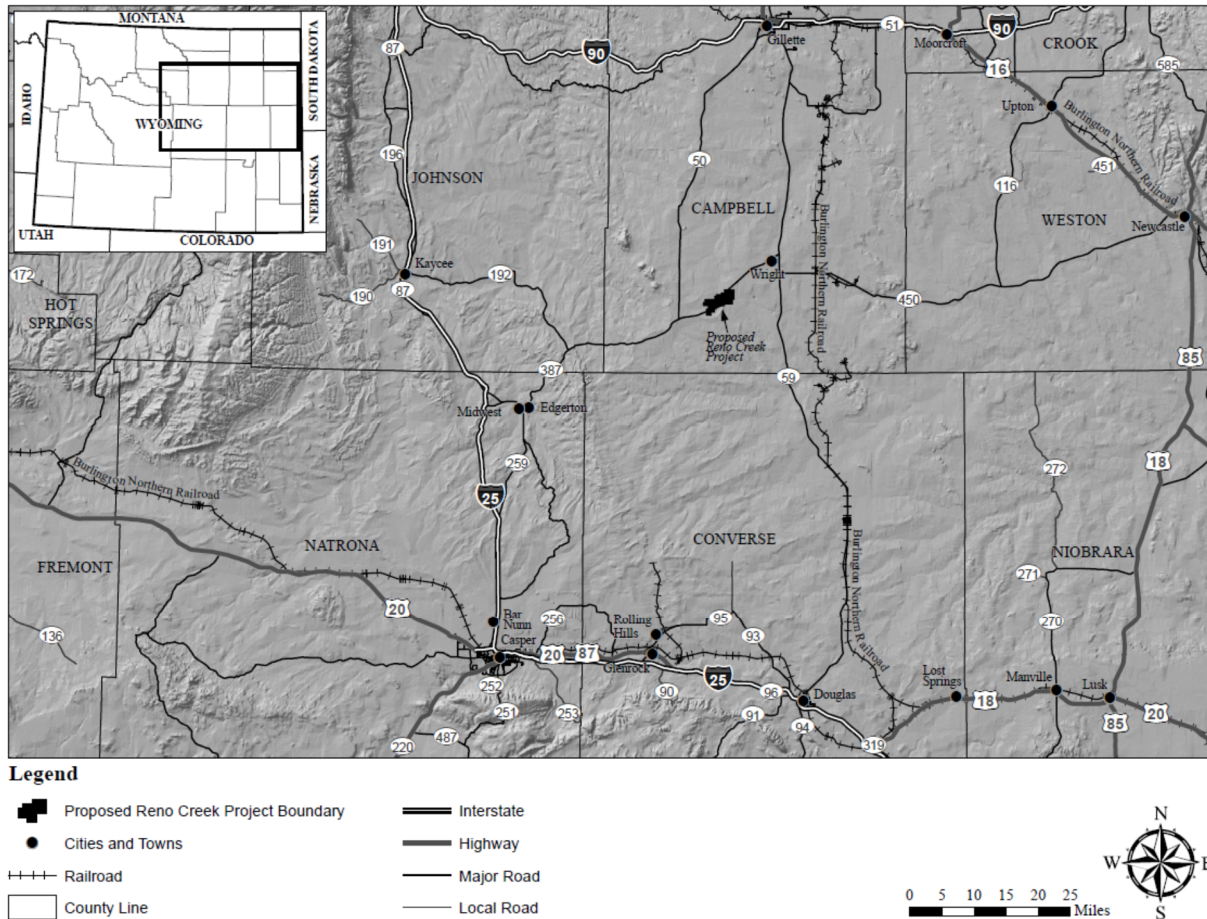 MONTANA
IDAHO
WYOMING
SOUTH DAKOTA
NEBRASKA
UTAH
COLORADO
87
90
Gillette
51
Moorcroft
90
CROOK
16
585
Upton
Burlington Northern Railroad
196
JOHNSON
50
116
451
CAMPBELL
WESTON
Newcastle
191
Kaycee
172
190
87
192
Wright
Burlington Northern Railroad
450
HOT
SPRINGS
Proposed
Reno Creek
Project
85
387
59
Midwest
Edgerton
18
272
259
Burlington Northern Railroad
25
NATRONA
CONVERSE
Burlington Northern Railroad
NIOBRARA
FREMONT
271
20
Bar
Nunn
256
Rolling
Hills
95
93
270
136
Casper
20
87
Glenrock
25
252
251
253
90
91
96
Douglas
94
Lost
Springs
18
Manville
Lusk
85
20
220
487
319
Legend
Proposed Reno Creek Project Boundary
Cities and Towns
Railroad
County Line
Interstate
Highway
Major Road
Local Road
0 5 10 15 20 25
Miles
N
W
E
S